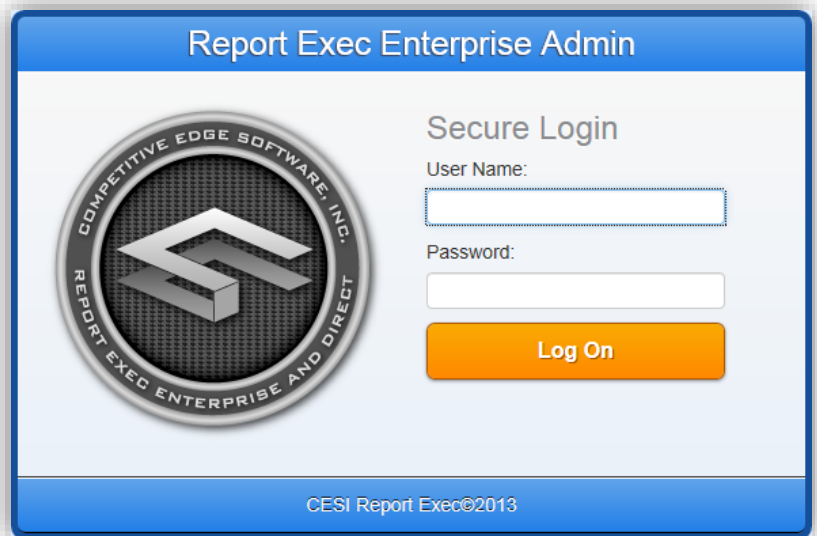 Report Exec Enterprise Admin
COMPETITIVE EDGE SOFTWARE, INC.
REPORT EXEC ENTERPRISE AND DIRECT
Secure Login
User Name:
Password:
Log On
CESI Report Exec©2013